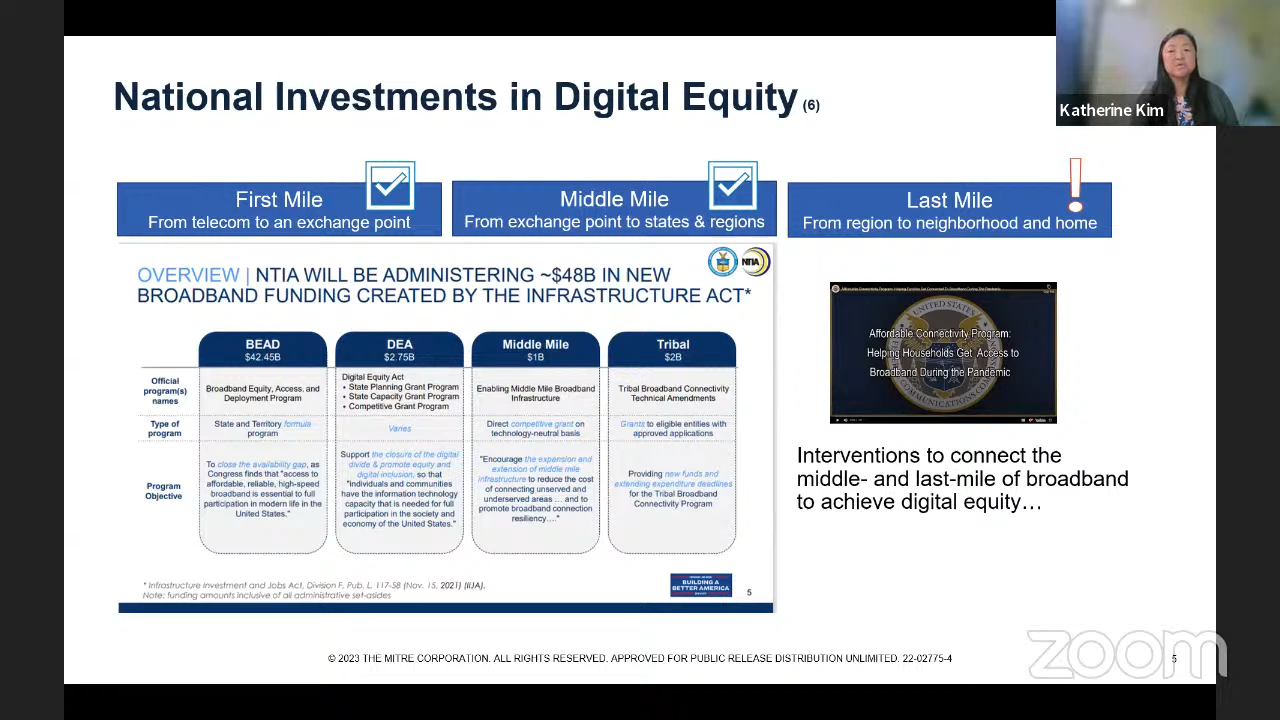 National Investments in Digital Equity (6)
Katherine Kim
First Mile
From telecom to an exchange point
Middle Mile
From exchange point to states & regions
Last Mile
From region to neighborhood and home
OVERVIEW | NTIA WILL BE ADMINISTERING ~$48B IN NEW
BROADBAND FUNDING CREATED BY THE INFRASTRUCTURE ACT*
NTIA
BEAD
$42.45B
DEA
$2.75B
Middle Mile
$1B
Tribal
$2B
Official
program(s)
names
Broadband Equity, Access, and
Deployment Program
Digital Equity Act
• State Planning Grant Program
• State Capacity Grant Program
• Competitive Grant Program
Enabling Middle Mile Broadband
Infrastructure
Tribal Broadband Connectivity
Technical Amendments
Type of
program
State and Territory formula
program
Varies
Direct competitive grant on
technology-neutral basis
Grants to eligible entities with
approved applications
Program
Objective
To close the availability gap, as
Congress finds that "access to
affordable, reliable, high-speed
broadband is essential to full
participation in modern life in the
United States."
Support the closure of the digital
divide & promote equity and
digital inclusion, so that
"individuals and communities
have the information technology
capacity that is needed for full
participation in the society and
economy of the United States."
"Encourage the expansion and
extension of middle mile
infrastructure to reduce the cost
of connecting unserved and
underserved areas ... and to
promote broadband connection
resiliency...."
Providing new funds and
extending expenditure deadlines
for the Tribal Broadband
Connectivity Program
* Infrastructure Investment and Jobs Act, Division F, Pub. L. 117-58 (Nov. 15, 2021) (IIJA).
Note: funding amounts inclusive of all administrative set-asides
BUILDING A
BETTER AMERICA
5
Affordable Connectivity Program:
Helping Households Get Access to
Broadband During the Pandemic
Interventions to connect the
middle- and last-mile of broadband
to achieve digital equity…
© 2023 THE MITRE CORPORATION. ALL RIGHTS RESERVED. APPROVED FOR PUBLIC RELEASE DISTRIBUTION UNLIMITED. 22-02775-4
5
zoom